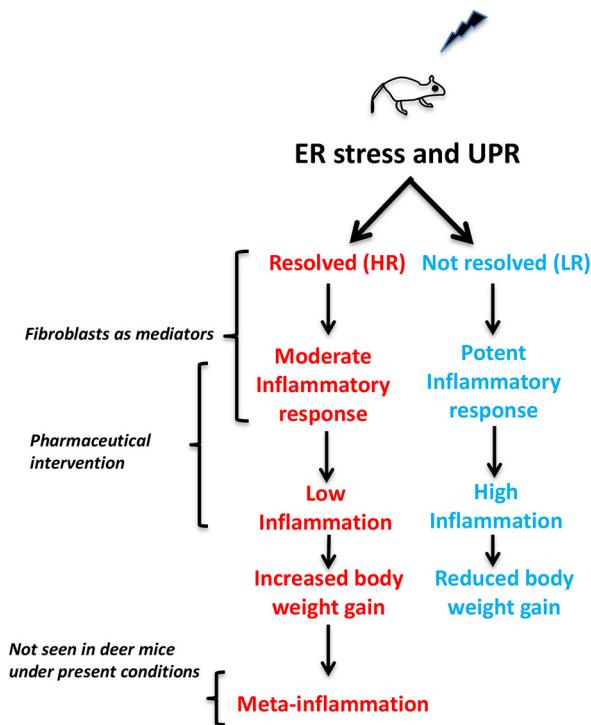 ER stress and UPR
Resolved (HR)
Not resolved (LR)
Fibroblasts as mediators
Moderate
Inflammatory
response
Potent
Inflammatory
response
Pharmaceutical
intervention
Low
Inflammation
High
Inflammation
Increased body
weight gain
Reduced body
weight gain
Not seen in deer mice
under present conditions
Meta-inflammation